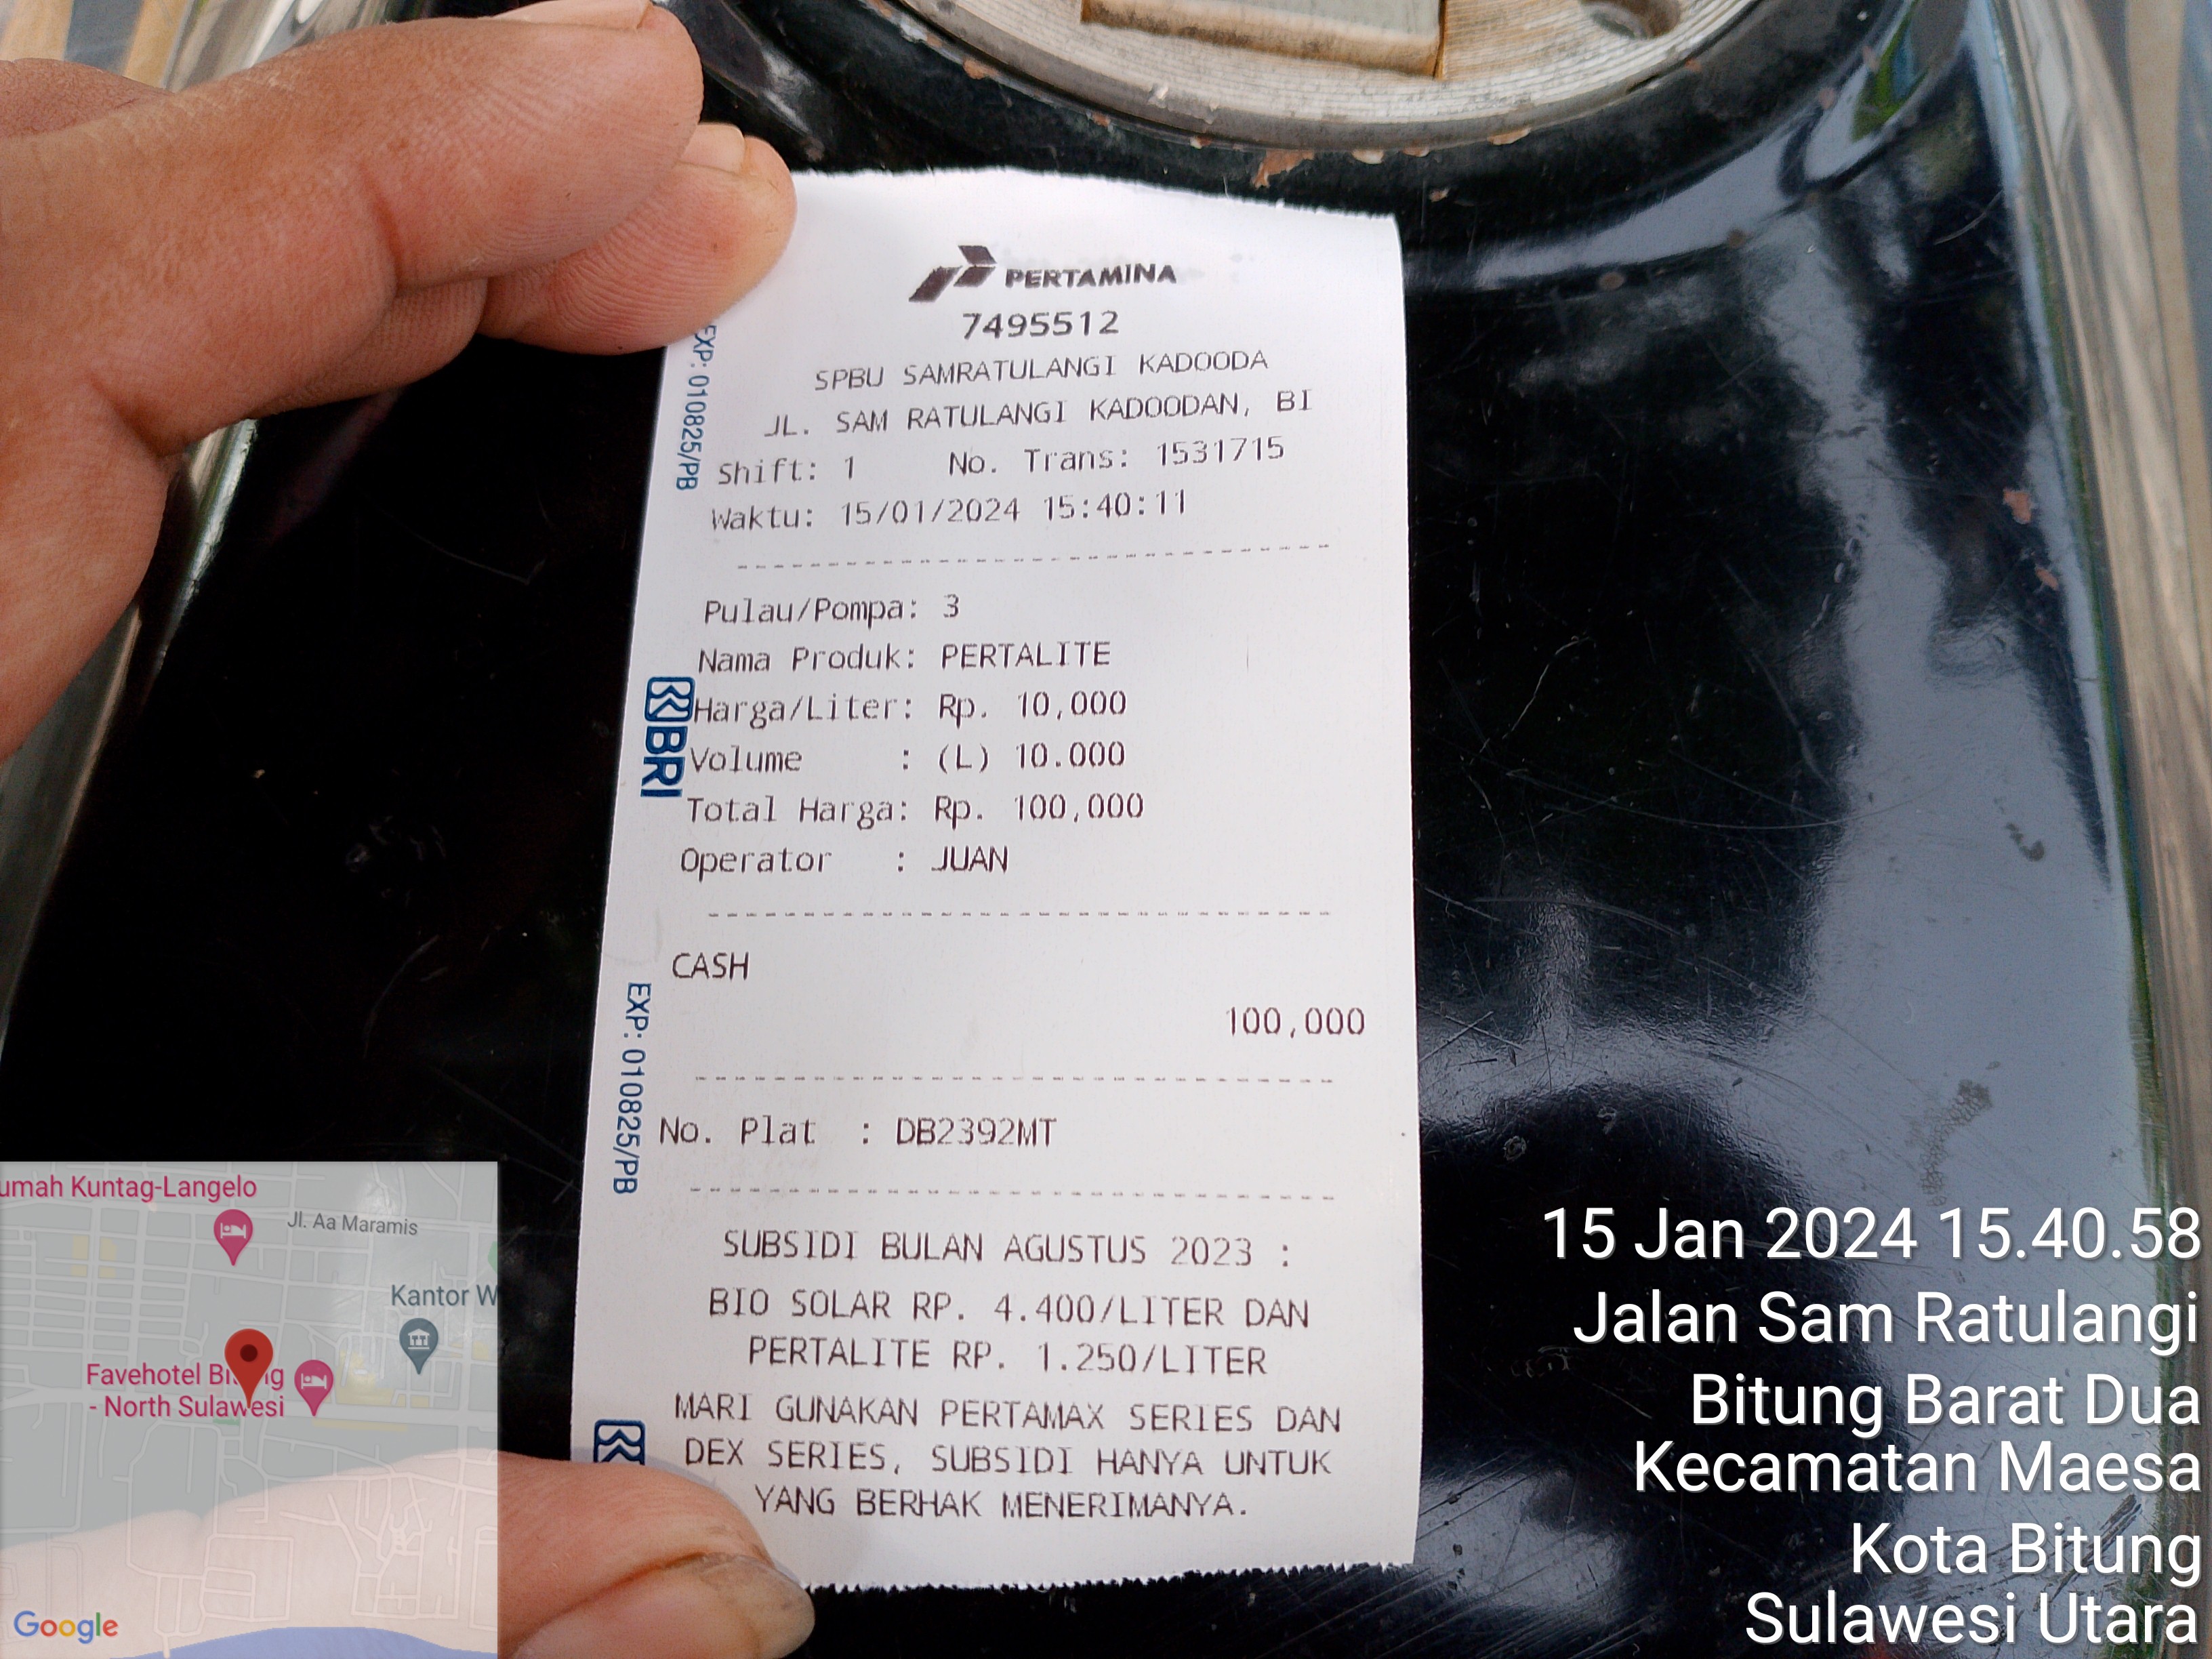 PERTAMINA
7495512
SPBU SAMRATULANGI KADOODA
JL. SAM RATULANGI KADOODAN, BI
Shift: 1 No. Trans: 1531715
Waktu: 15/01/2024 15:40:11
Pulau/Pompa: 3
Nama Produk: PERTALITE
Harga/Liter: Rp. 10,000
Volume : (L) 10.000
Total Harga: Rp. 100,000
Operator : JUAN
CASH
100,000
No. Plat : DB2392MT
SUBSIDI BULAN AGUSTUS 2023 :
BIO SOLAR RP. 4.400/LITER DAN
PERTALITE RP. 1.250/LITER
MARI GUNAKAN PERTAMAX SERIES DAN
DEX SERIES, SUBSIDI HANYA UNTUK
YANG BERHAK MENERIMANYA.
EXP: 010825/PB
BRI
EXP: 010825/PB
umah Kuntag-Langelo
Jl. Aa Maramis
Kantor W
Favehotel
- North Sulawesi
Google
15 Jan 2024 15.40.58
Jalan Sam Ratulangi
Bitung Barat Dua
Kecamatan Maesa
Kota Bitung
Sulawesi Utara